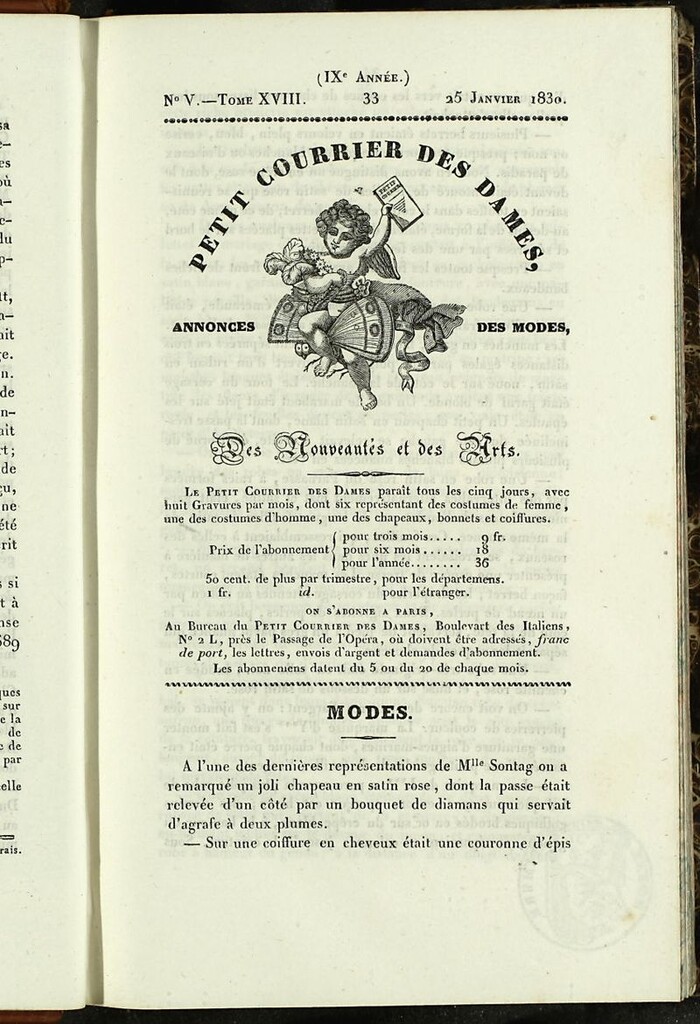 (IXe ANNÉE.)
No V.—TOME XVIII. 33 25 JANVIER 1830.
PETIT COURRIER DES DAMES,
PETIT COURRIER
ANNONCES DES MODES,
Des Nouveautés et des Arts.
LE PETIT COURRIER DES DAMES paraît tous les cinq jours, avec
huit Gravures par mois, dont six représentant des costumes de femme,
une des costumes d'homme, une des chapeaux, bonnets et coiffures.
Prix de l'abonnement { pour trois mois..... 9 fr.
pour six mois...... 18
pour l'année........ 36
50 cent. de plus par trimestre, pour les départemens.
1 fr. id. pour l'étranger.
ON S'ABONNE A PARIS,
Au Bureau du PETIT COURRIER DES DAMES, Boulevart des Italiens,
No 2 L, près le Passage de l'Opéra, où doivent être adressés, franc
de port, les lettres, envois d'argent et demandes d'abonnement.
Les abonnemens datent du 5 ou du 20 de chaque mois.
MODES.
A l'une des dernières représentations de Mlle Sontag on a
remarqué un joli chapeau en satin rose, dont la passe était
relevée d'un côté par un bouquet de diamans qui servait
d'agrafe à deux plumes.
— Sur une coiffure en cheveux était une couronne d'épis